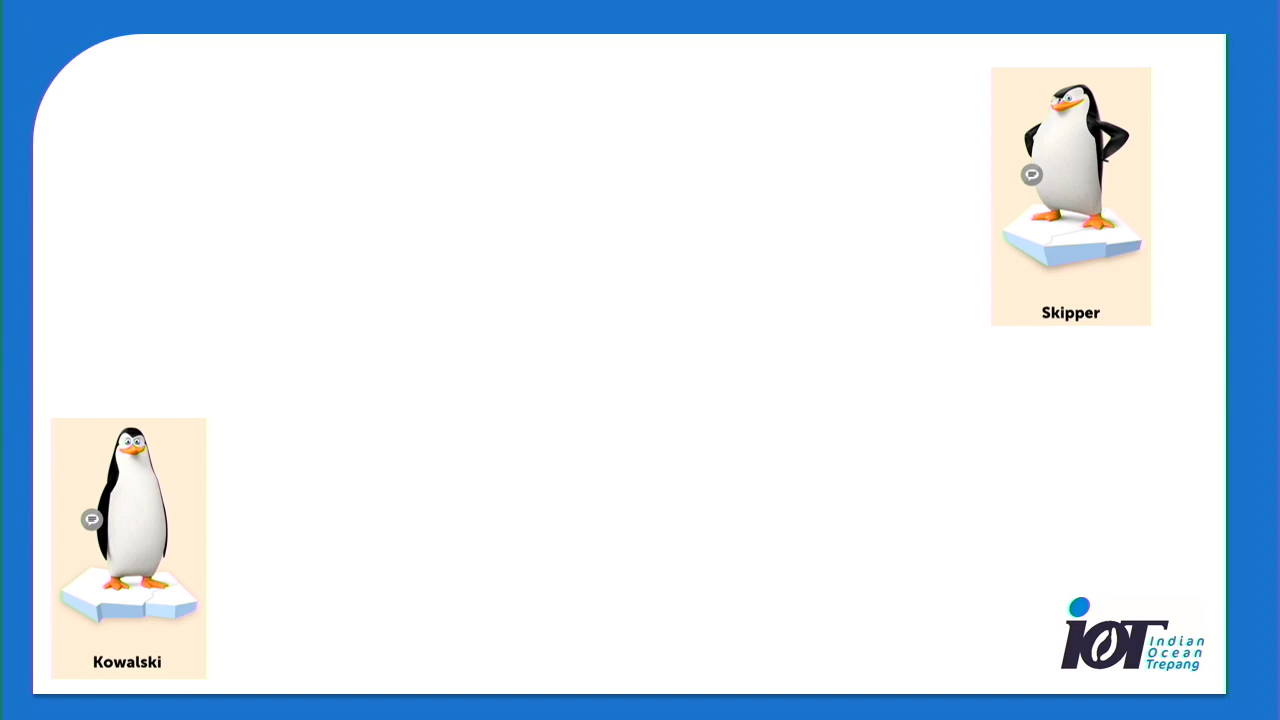 Skipper
Kowalski
iOT
Indian
Ocean
Trepang